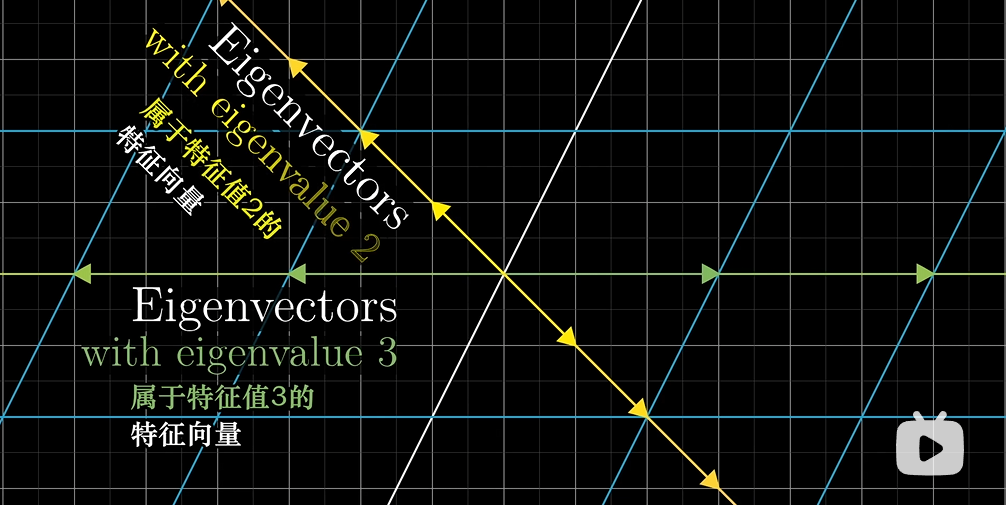 Eigenvectors
with eigenvalue 2
属于特征值2的
特征向量
Eigenvectors
with eigenvalue 3
属于特征值3的
特征向量